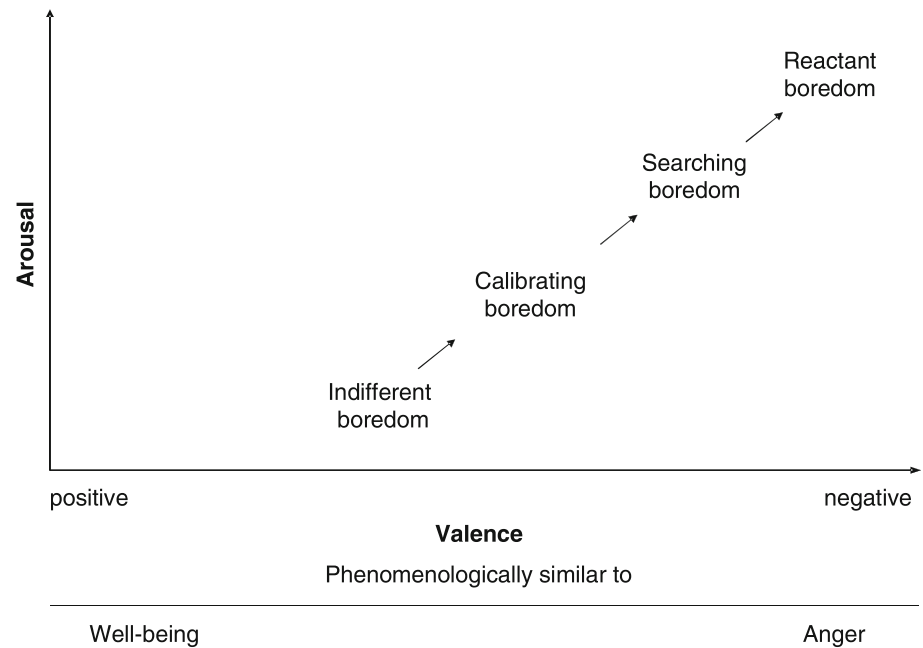 Reactant
boredom
Searching
boredom
Arousal
Calibrating
boredom
Indifferent
boredom
positive
negative
Valence
Phenomenologically similar to
Well-being
Anger